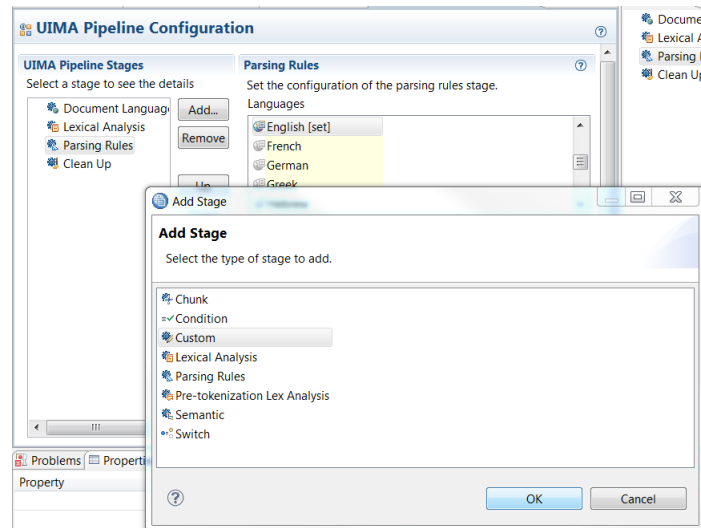 UIMA Pipeline Configuration
UIMA Pipeline Stages
Select a stage to see the details
Document Languag
Lexical Analysis
Parsing Rules
Clean Up
Add...
Remove
Up
Parsing Rules
Set the configuration of the parsing rules stage.
Languages
English [set]
French
German
Greek
Hebrew
Docume
Lexical A
Parsing
Clean Up
Add Stage
Add Stage
Select the type of stage to add.
Chunk
Condition
Custom
Lexical Analysis
Parsing Rules
Pre-tokenization Lex Analysis
Semantic
Switch
OK
Cancel
Problems
Properti
Property